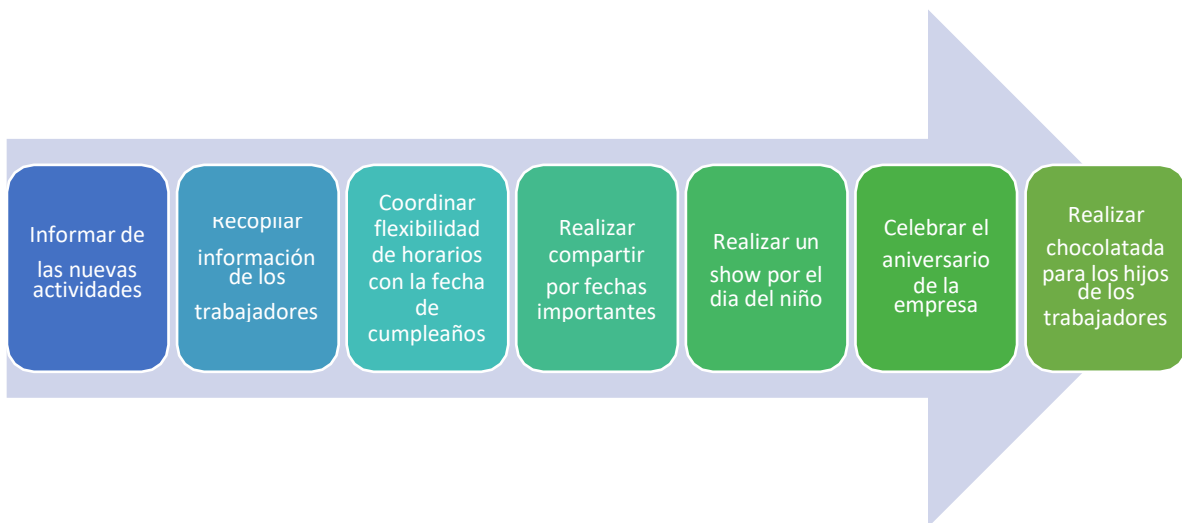 Informar de
las nuevas
actividades
Recopilar
información
de los
trabajadores
Coordinar
flexibilidad
de horarios
con la fecha
de
cumpleaños
Realizar
compartir
por fechas
importantes
Realizar un
show por el
dia del niño
Celebrar el
aniversario
de la
empresa
Realizar
chocolatada
para los hijos
de los
trabajadores